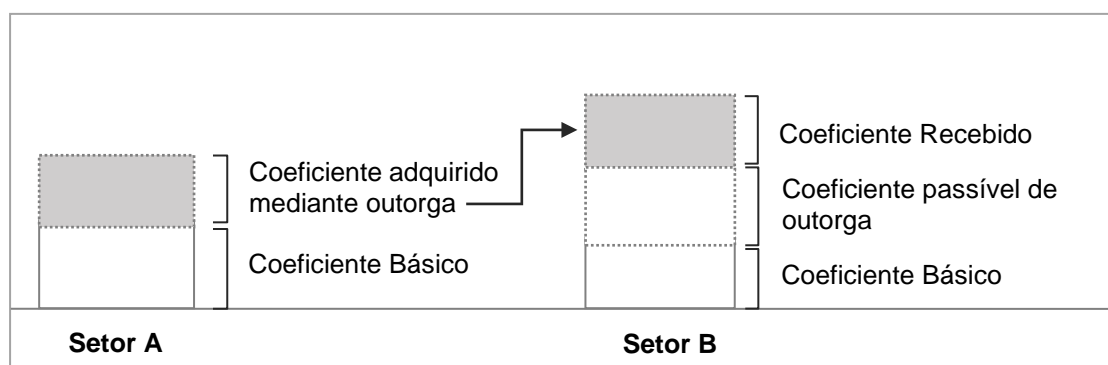 Coeficiente adquirido
mediante outorga
Coeficiente Básico
Setor A
Coeficiente Recebido
Coeficiente passível de
outorga
Coeficiente Básico
Setor B